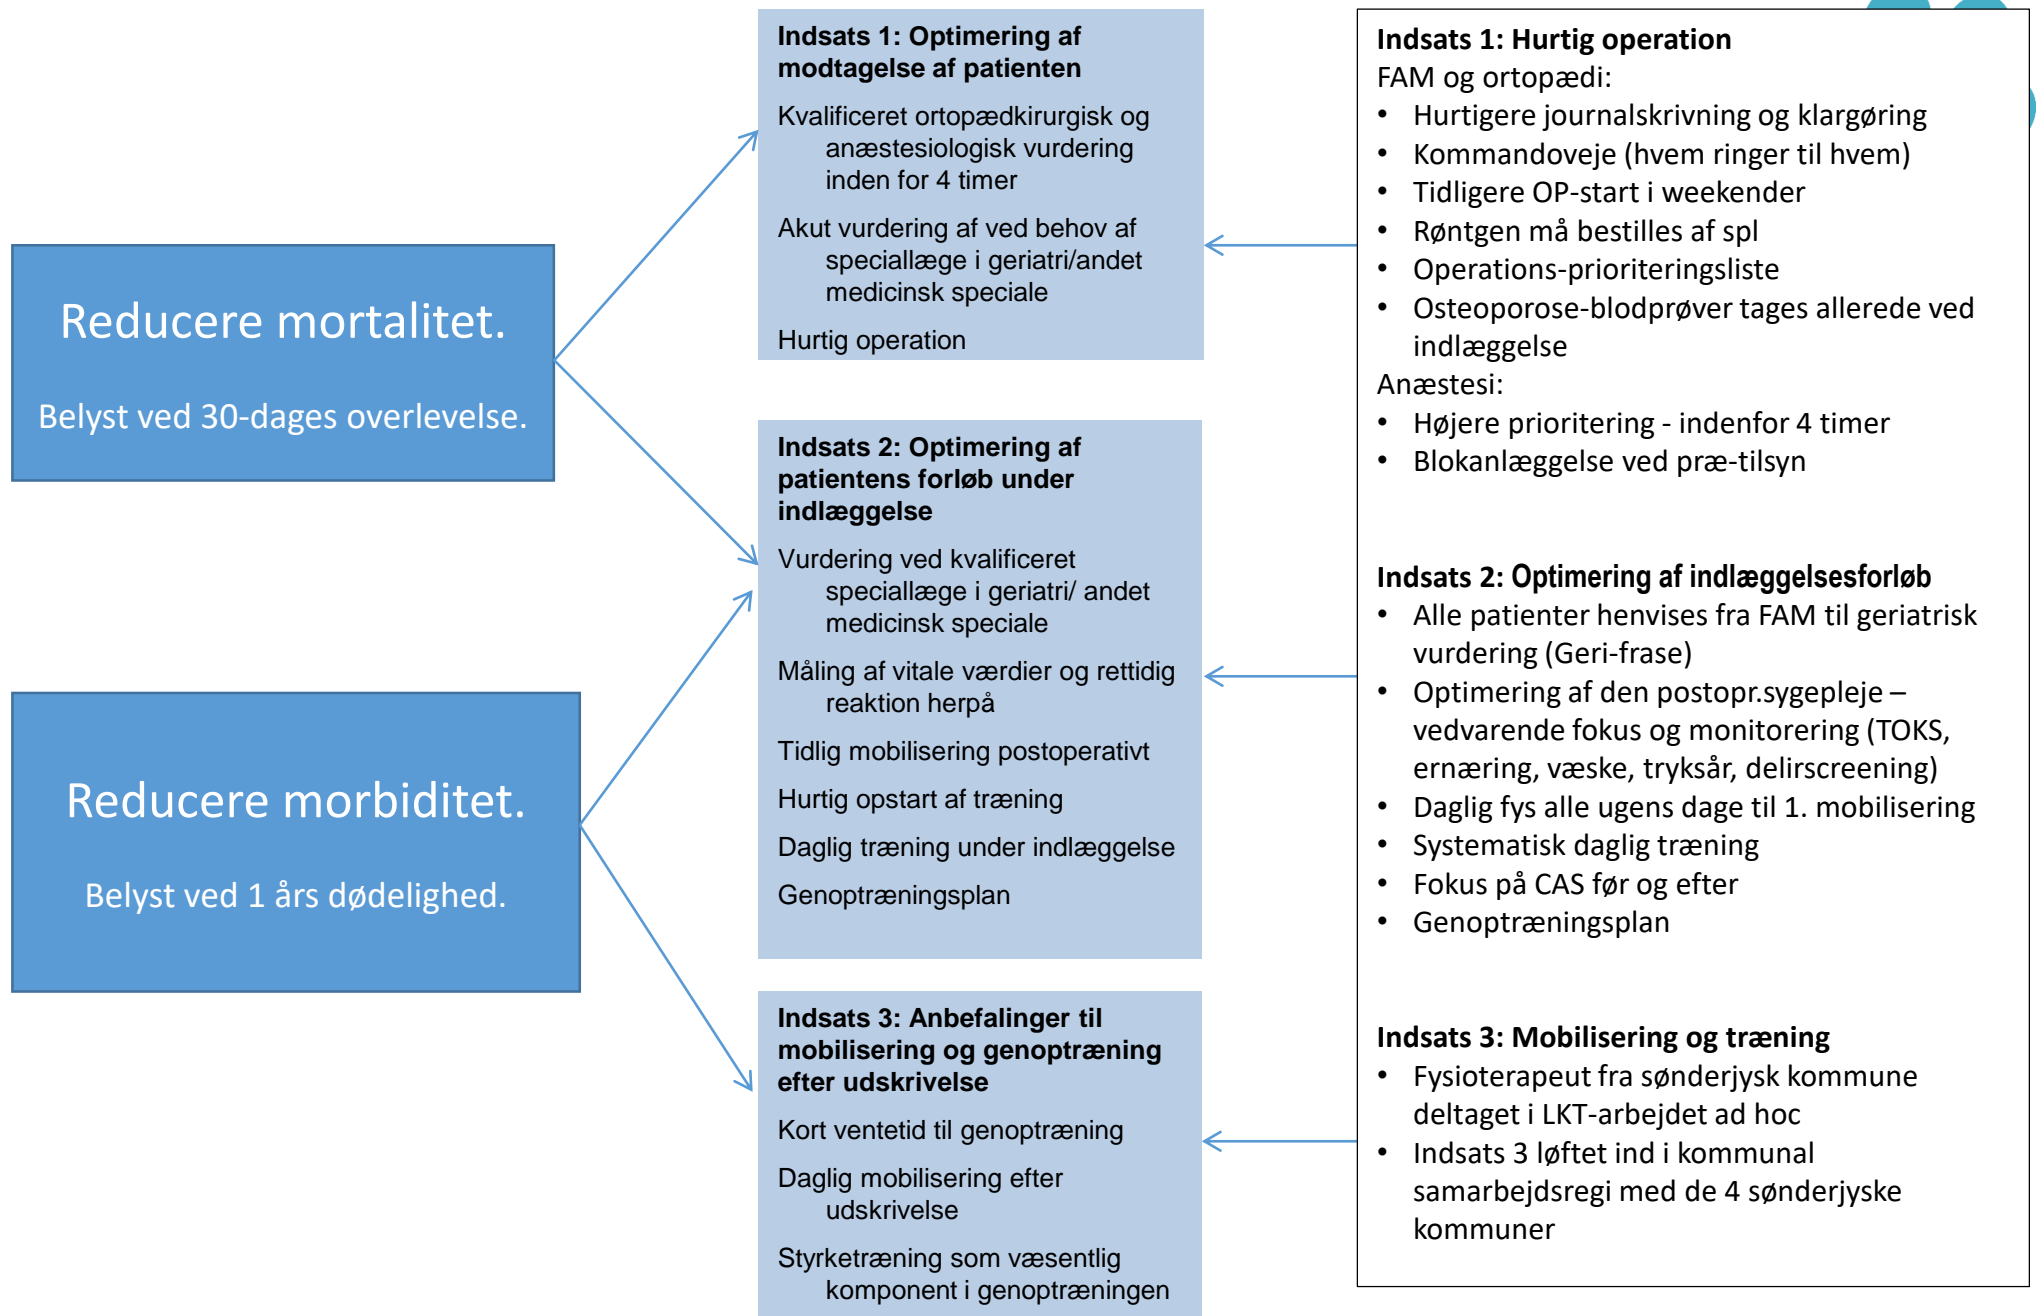 Reducere mortalitet.
Belyst ved 30-dages overlevelse.
Reducere morbiditet.
Belyst ved 1 års dødelighed.
Indsats 1: Optimering af
modtagelse af patienten
Kvalificeret ortopædkirurgisk og
anæstesiologisk vurdering
inden for 4 timer
Akut vurdering af ved behov af
speciallæge i geriatri/andet
medicinsk speciale
Hurtig operation
Indsats 2: Optimering af
patientens forløb under
indlæggelse
Vurdering ved kvalificeret
speciallæge i geriatri/ andet
medicinsk speciale
Måling af vitale værdier og rettidig
reaktion herpå
Tidlig mobilisering postoperativt
Hurtig opstart af træning
Daglig træning under indlæggelse
Genoptræningsplan
Indsats 3: Anbefalinger til
mobilisering og genoptræning
efter udskrivelse
Kort ventetid til genoptræning
Daglig mobilisering efter
udskrivelse
Styrketræning som væsentlig
komponent i genoptræningen
Indsats 1: Hurtig operation
FAM og ortopædi:
• Hurtigere journalskrivning og klargøring
• Kommandoveje (hvem ringer til hvem)
• Tidligere OP-start i weekender
• Røntgen må bestilles af spl
• Operations-prioriteringsliste
• Osteoporose-blodprøver tages allerede ved
indlæggelse
Anæstesi:
• Højere prioritering - indenfor 4 timer
• Blokanlæggelse ved præ-tilsyn
Indsats 2: Optimering af indlæggelsesforløb
• Alle patienter henvises fra FAM til geriatrisk
vurdering (Geri-frase)
• Optimering af den postopr.sygepleje –
vedvarende fokus og monitorering (TOKS,
ernæring, væske, tryksår, delirscreening)
• Daglig fys alle ugens dage til 1. mobilisering
• Systematisk daglig træning
• Fokus på CAS før og efter
• Genoptræningsplan
Indsats 3: Mobilisering og træning
• Fysioterapeut fra sønderjysk kommune
deltaget i LKT-arbejdet ad hoc
• Indsats 3 løftet ind i kommunal
samarbejdsregi med de 4 sønderjyske
kommuner